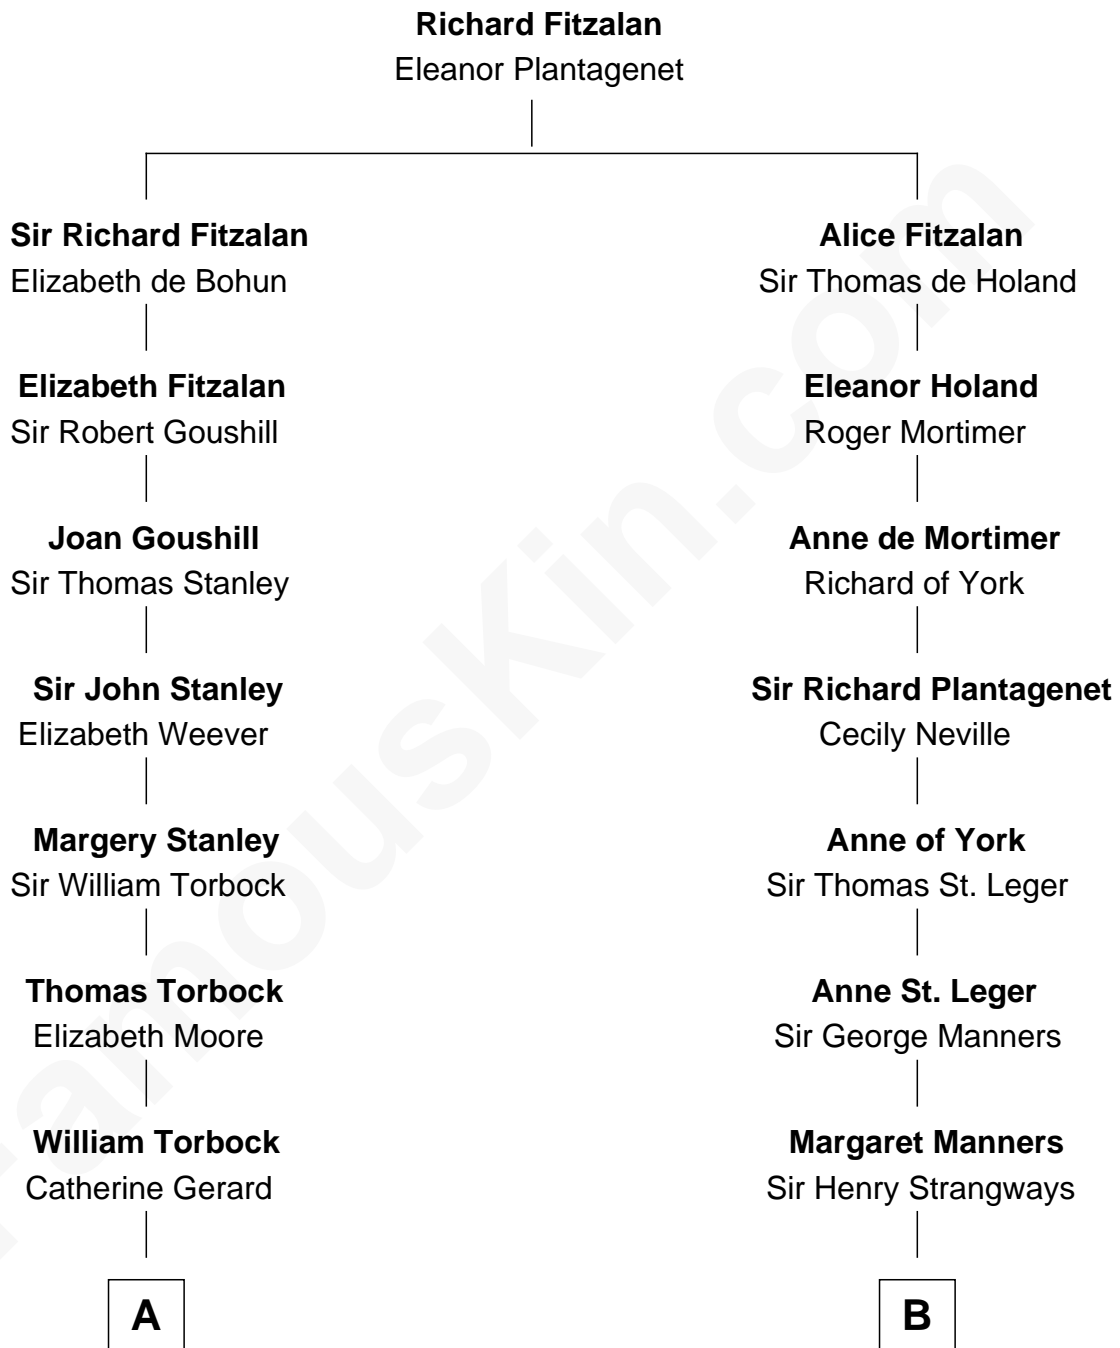 Richard Fitzalan
Eleanor Plantagenet
Sir Richard Fitzalan
Elizabeth de Bohun
Elizabeth Fitzalan
Sir Robert Goushill
Joan Goushill
Sir Thomas Stanley
Sir John Stanley
Elizabeth Weever
Margery Stanley
Sir William Torbock
Thomas Torbock
Elizabeth Moore
William Torbock
Catherine Gerard
A
Alice Fitzalan
Sir Thomas de Holand
Eleanor Holand
Roger Mortimer
Anne de Mortimer
Richard of York
Sir Richard Plantagenet
Cecily Neville
Anne of York
Sir Thomas St. Leger
Anne St. Leger
Sir George Manners
Margaret Manners
Sir Henry Strangways
B
FamousKin.com